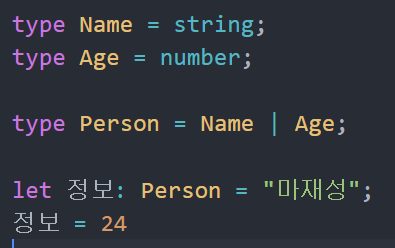 type Name = string;
type Age = number;
type Person = Name | Age;
let 정보: Person = "마재성";
정보 = 24